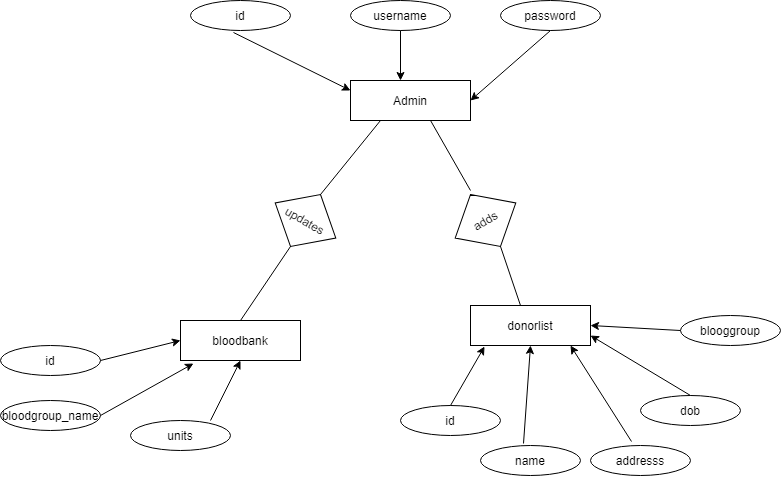 id
username
password
Admin
updates
adds
bloodbank
donorlist
blooggroup
id
bloodgroup_name
units
id
name
addresss
dob